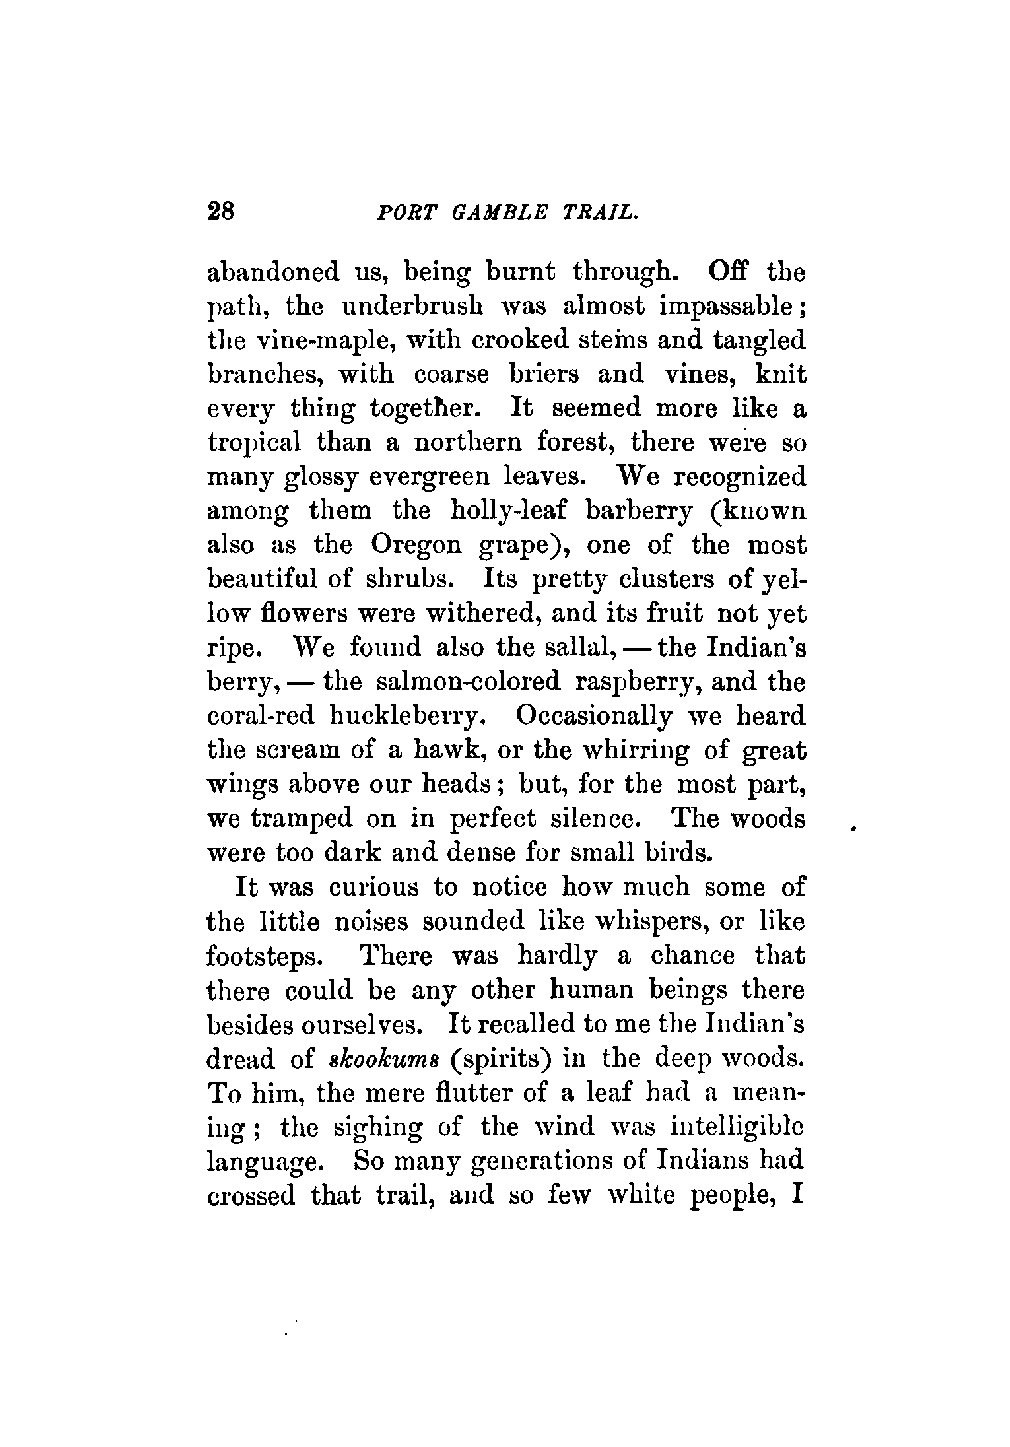 28 PORT GAMBLE TRAIL.
abandoned us, being burnt through. Off the
path, the underbrush was almost impassable;
the vine-maple, with crooked stems and tangled
branches, with coarse briers and vines, knit
every thing together. It seemed more like a
tropical than a northern forest, there were so
many glossy evergreen leaves. We recognized
among them the holly-leaf barberry (known
also as the Oregon grape), one of the most
beautiful of shrubs. Its pretty clusters of yel-
low flowers were withered, and its fruit not yet
ripe. We found also the sallal, — the Indian's
berry, — the salmon-colored raspberry, and the
coral-red huckleberry. Occasionally we heard
the scream of a hawk, or the whirring of great
wings above our heads; but, for the most part,
we tramped on in perfect silence. The woods
were too dark and dense for small birds.
It was curious to notice how much some of
the little noises sounded like whispers, or like
footsteps. There was hardly a chance that
there could be any other human beings there
besides ourselves. It recalled to me the Indian's
dread of skookums (spirits) in the deep woods.
To him, the mere flutter of a leaf had a mean-
ing; the sighing of the wind was intelligible
language. So many generations of Indians had
crossed that trail, and so few white people, I